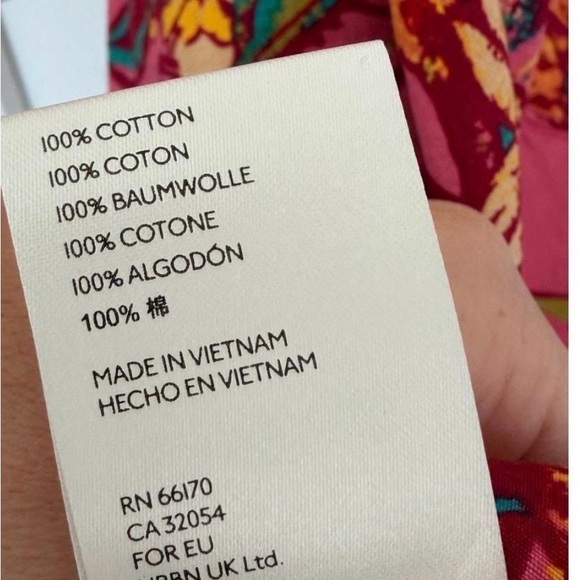 100% COTTON
100% COTON
100% BAUMWOLLE
100% COTONE
100% ALGODÓN
100% 棉
MADE IN VIETNAM
HECHO EN VIETNAM
RN 66170
CA 32054
FOR EU
UK Ltd.